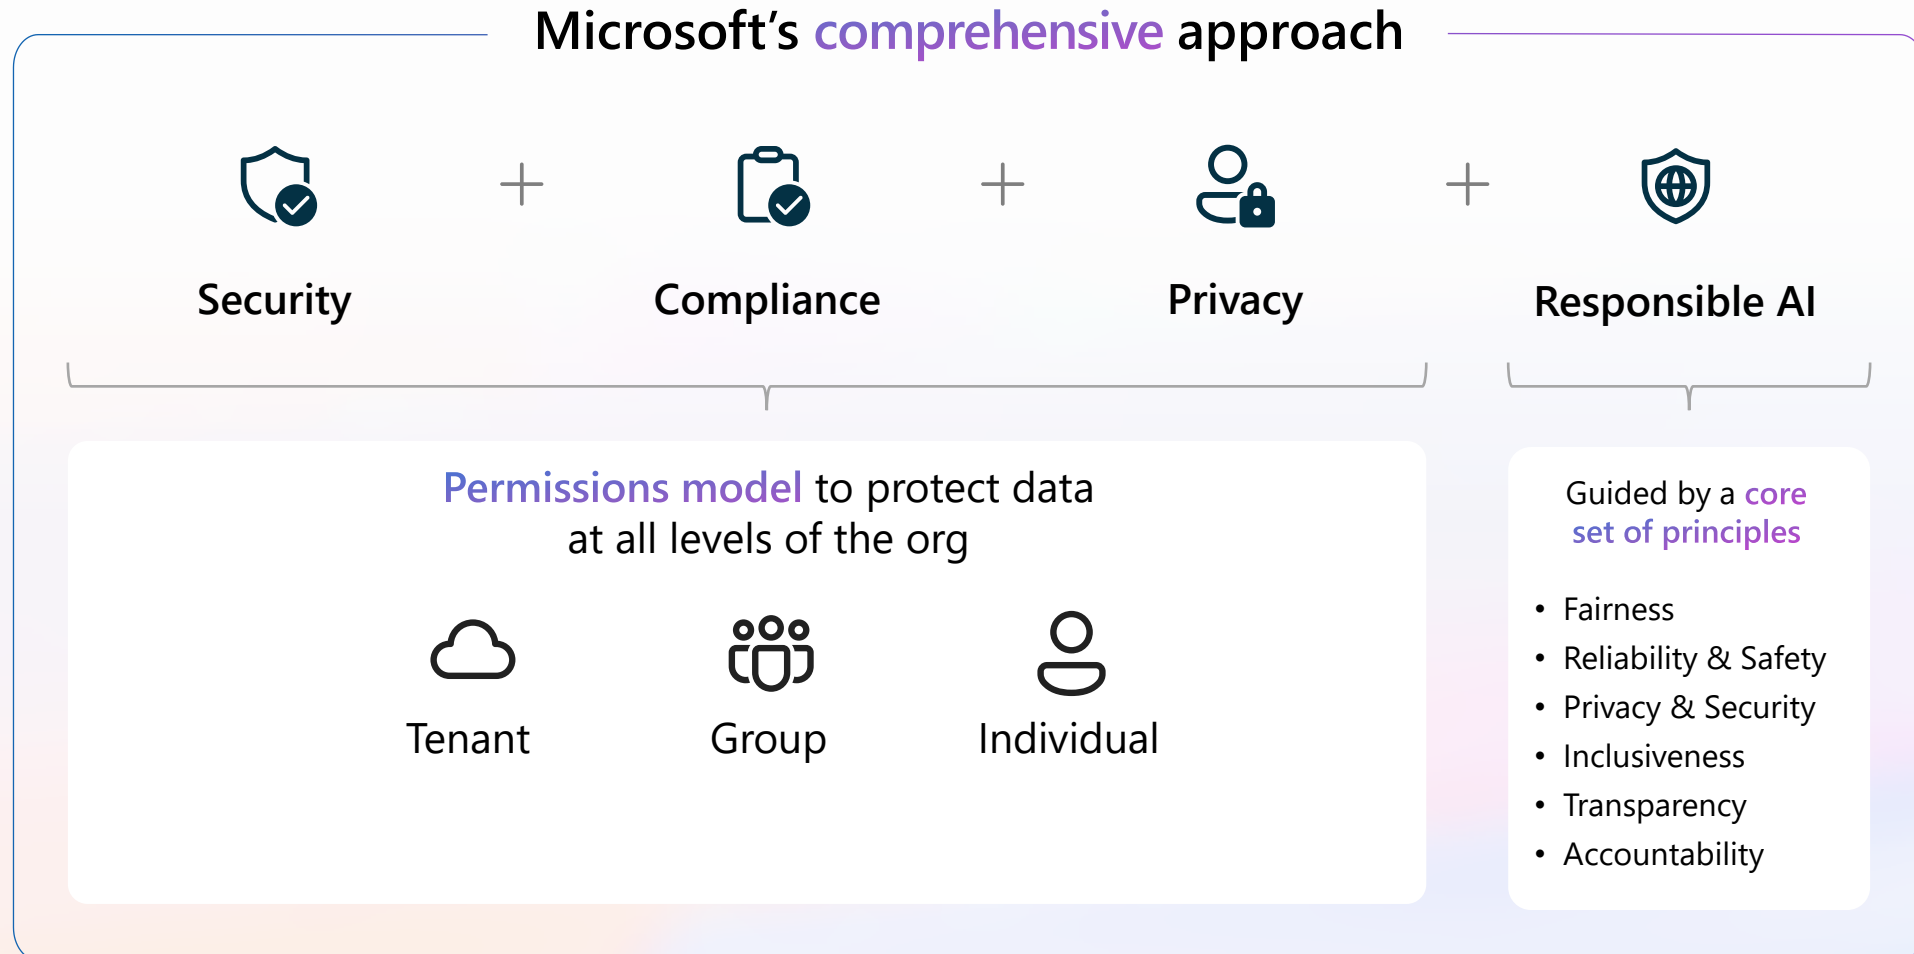 Microsoft’s comprehensive approach
Security
Compliance
Privacy
Responsible AI
Permissions model to protect data
at all levels of the org
Tenant
Group
Individual
Guided by a core
set of principles
• Fairness
• Reliability & Safety
• Privacy & Security
• Inclusiveness
• Transparency
• Accountability